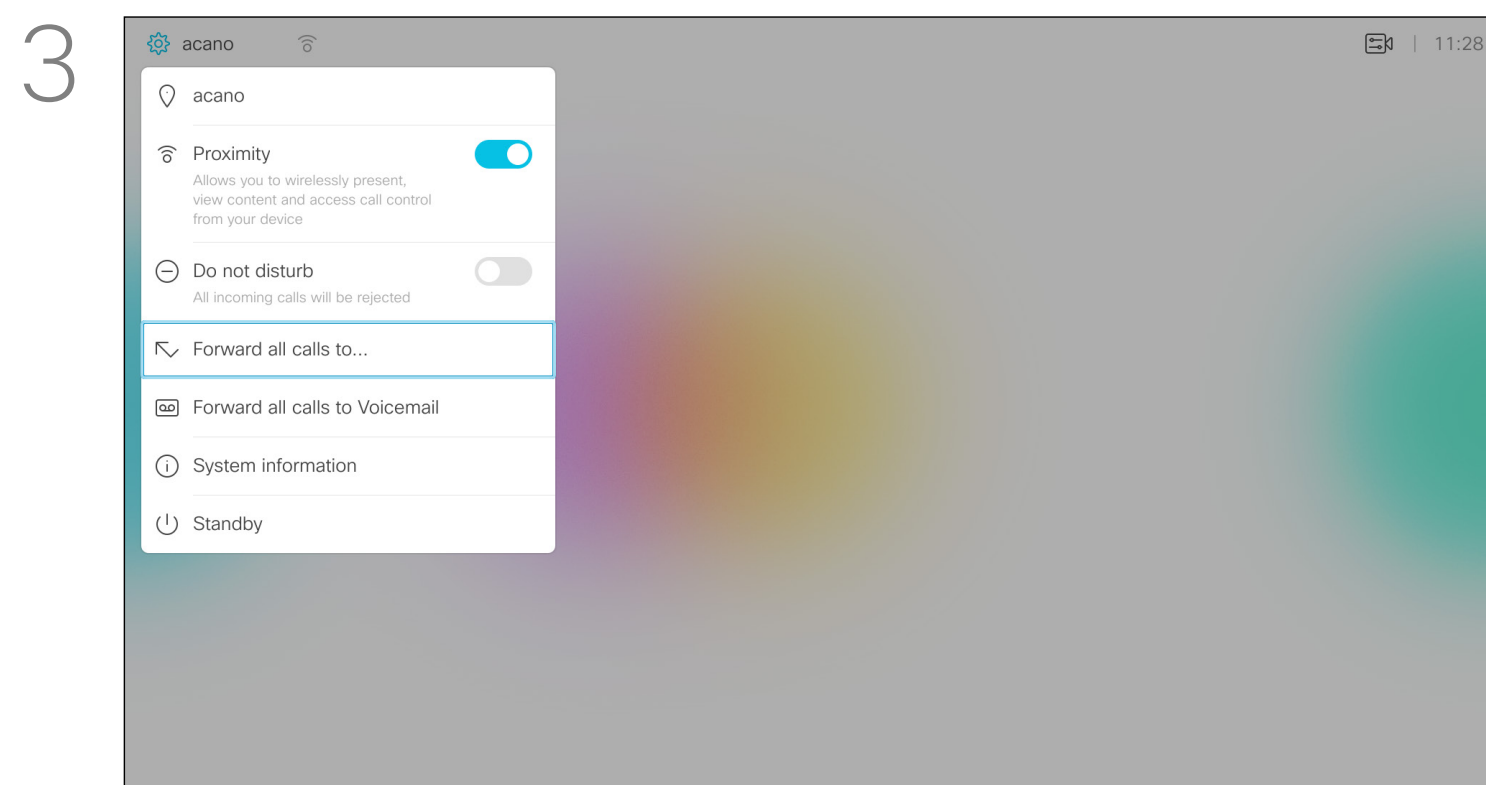 3
acano
11:28
acano
Proximity
Allows you to wirelessly present,
view content and access call control
from your device
Do not disturb
All incoming calls will be rejected
Forward all calls to...
Forward all calls to Voicemail
System information
Standby